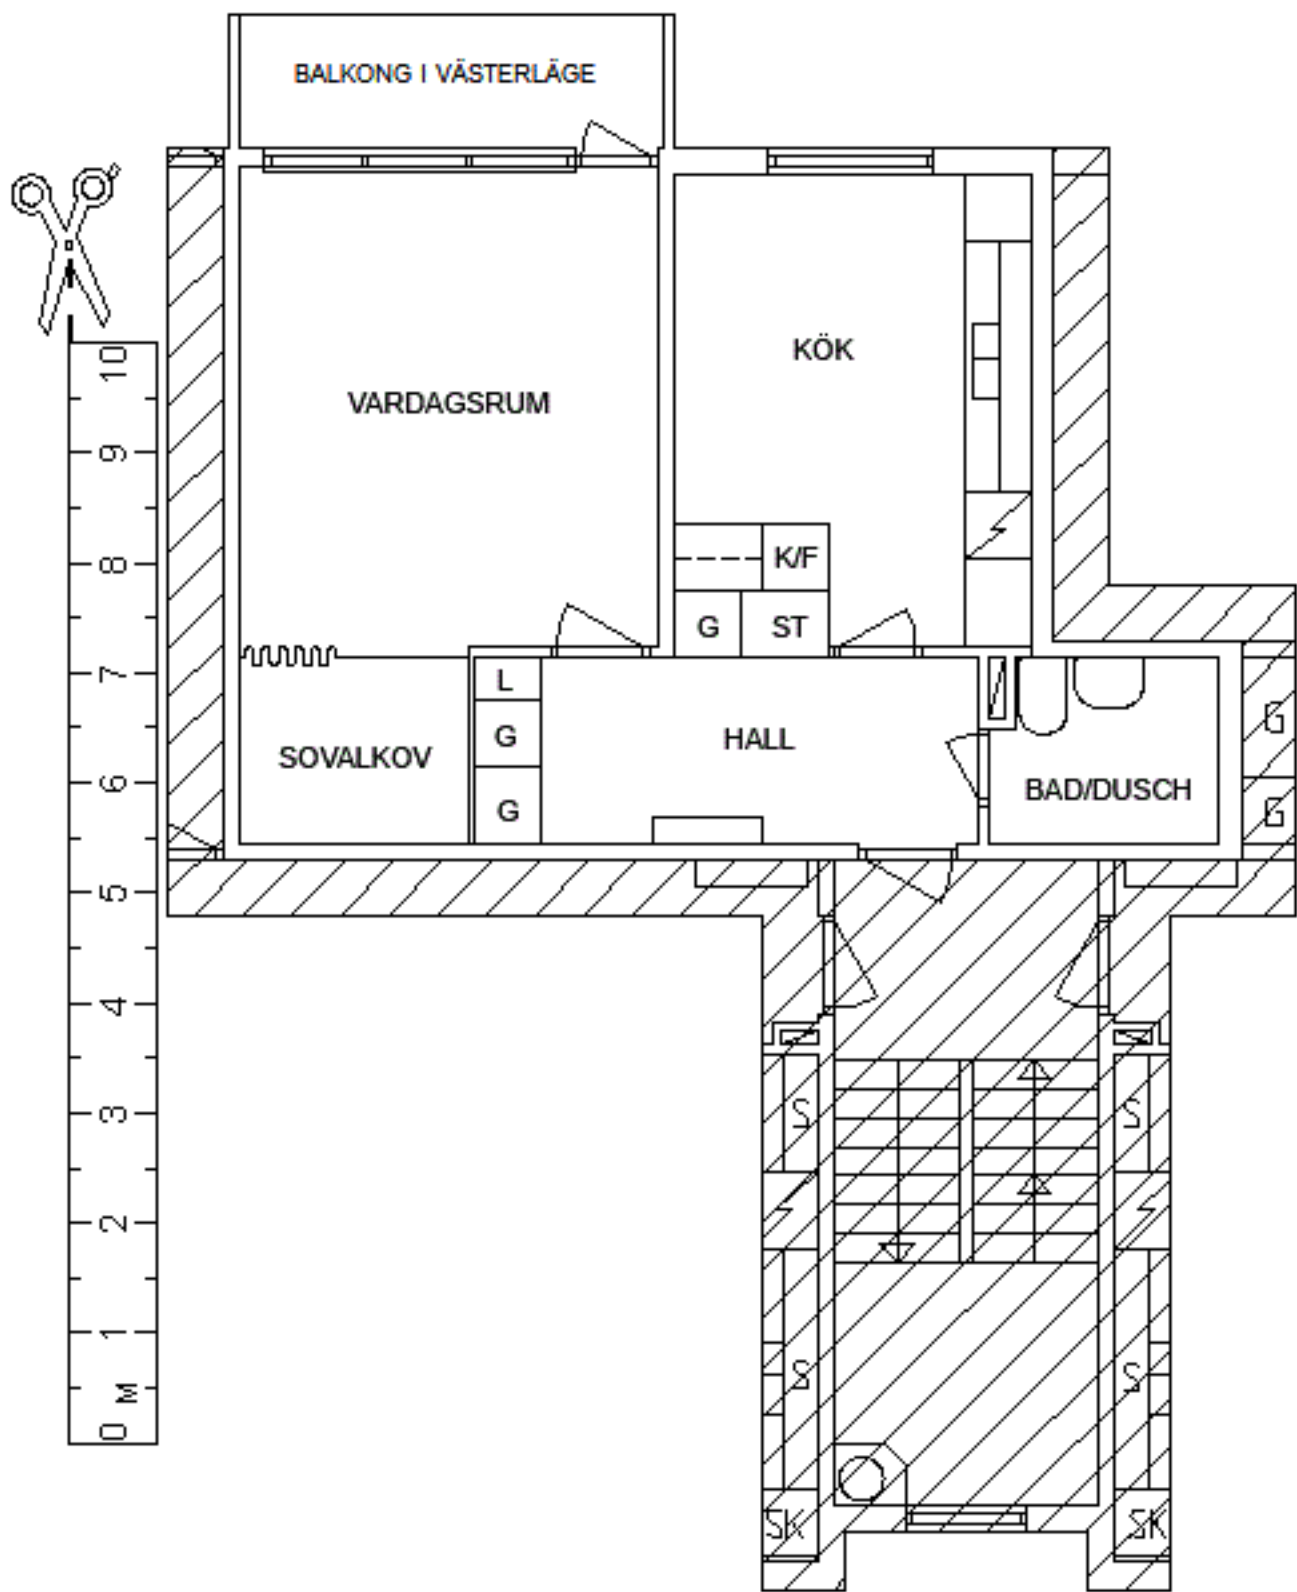 BALKONG I VÄSTERLÄGE
KÖK
VARDAGSRUM
K/F
G
ST
L
G
G
SOVALKOV
HALL
BAD/DUSCH
G
G
10
9
8
7
6
5
4
3
2
1
M
0
S
S
S
S
SK
SK